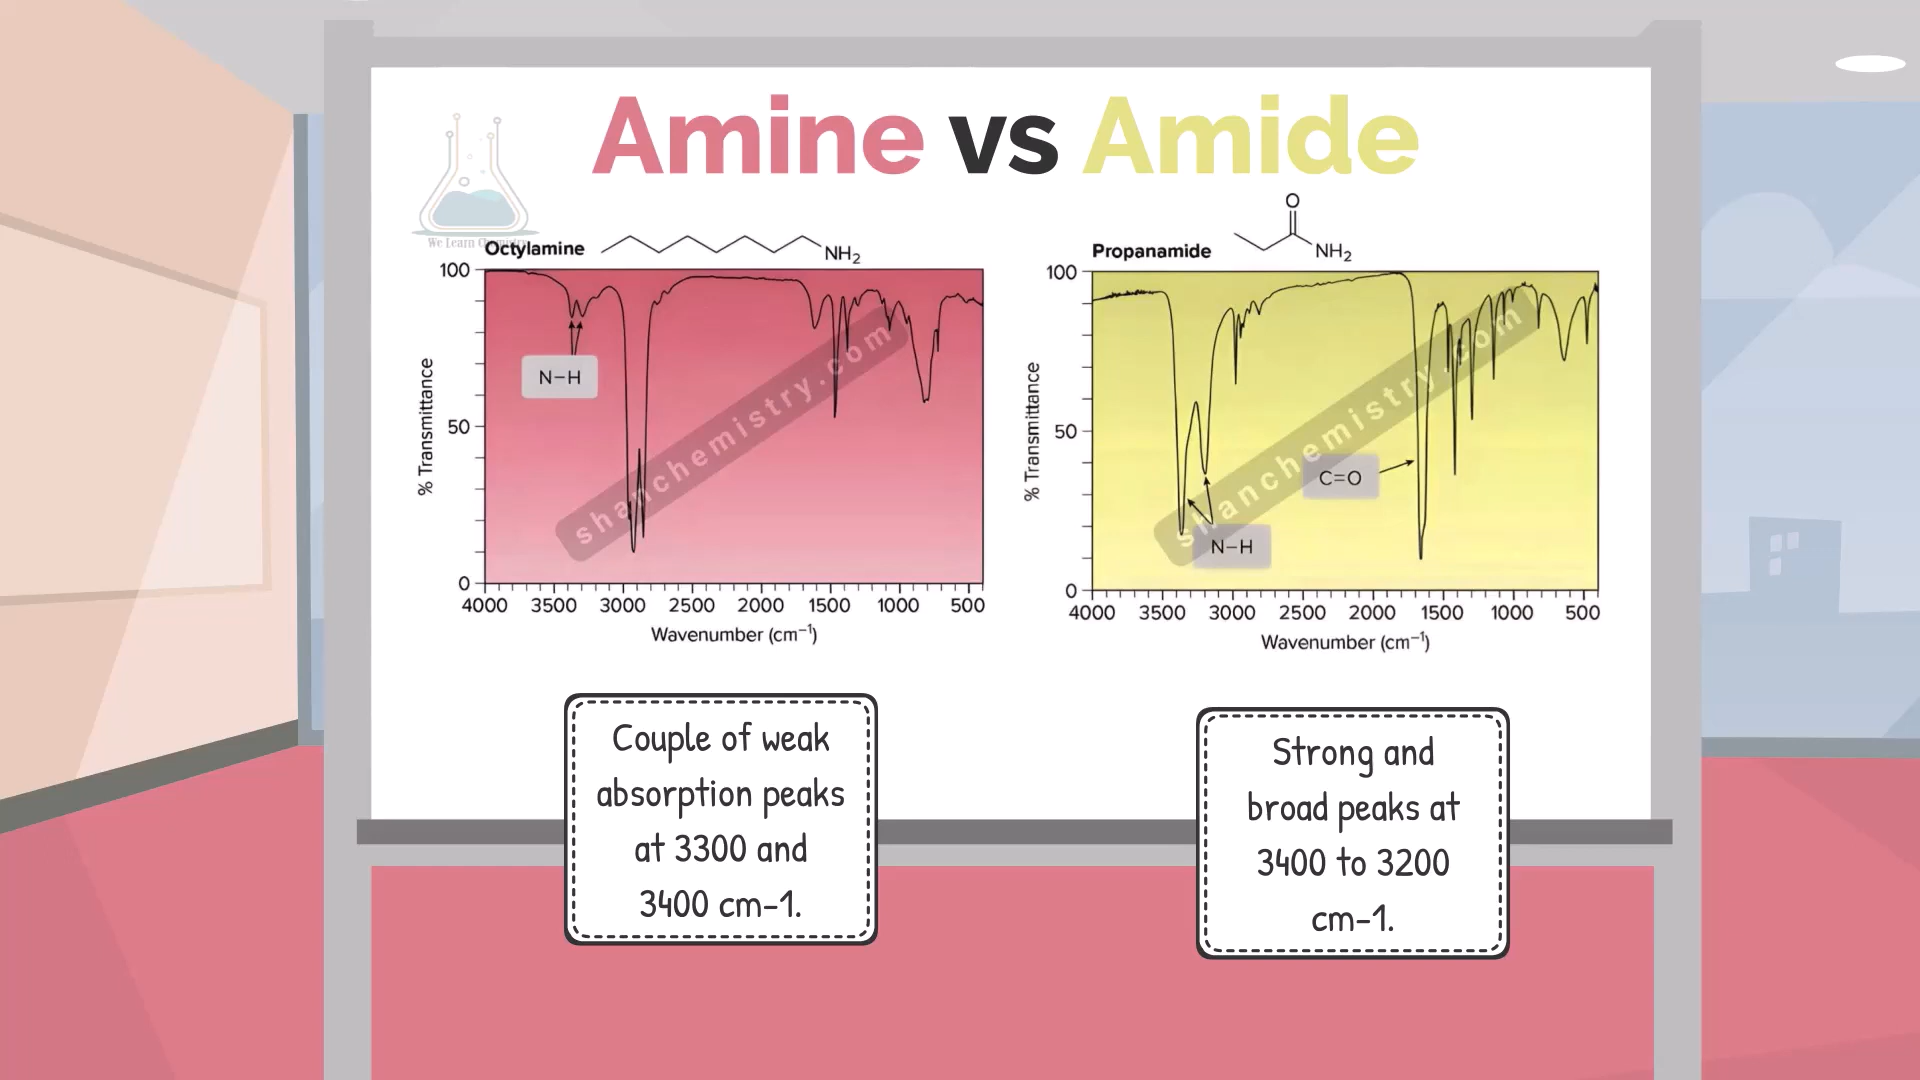 Amine vs Amide
We Learn Chemistry
Octylamine
NH₂
100
50
0
% Transmittance
N–H
shanchemistry.com
4000 3500 3000 2500 2000 1500 1000 500
Wavenumber (cm⁻¹)
O
Propanamide
NH₂
100
50
0
% Transmittance
C=O
N–H
shanchemistry.com
4000 3500 3000 2500 2000 1500 1000 500
Wavenumber (cm⁻¹)
Couple of weak
absorption peaks
at 3300 and
3400 cm-1.
Strong and
broad peaks at
3400 to 3200
cm-1.